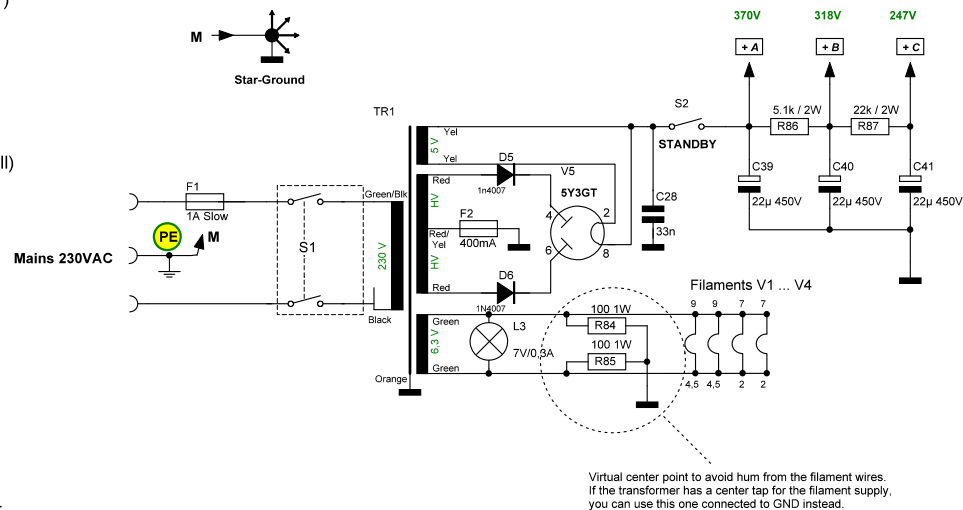 )
M
Star-Ground
II)
Mains 230VAC
F1
1A Slow
PE
M
S1
TR1
Green/Blk
230 V
Black
Orange
5 V
Yel
Yel
Red
HV
Red/
Yel
HV
Red
6,3 V
Green
Green
F2
400mA
D5
1n4007
D6
1N4007
V5
5Y3GT
4
6
2
8
C28
33n
S2
STANDBY
370V
318V
247V
+ A
+ B
+ C
5.1k / 2W
R86
22k / 2W
R87
C39
22µ 450V
C40
22µ 450V
C41
22µ 450V
L3
7V/0,3A
100 1W
R84
100 1W
R85
Filaments V1 ... V4
9 9 7 7
4,5 4,5 2 2
Virtual center point to avoid hum from the filament wires.
If the transformer has a center tap for the filament supply,
you can use this one connected to GND instead.